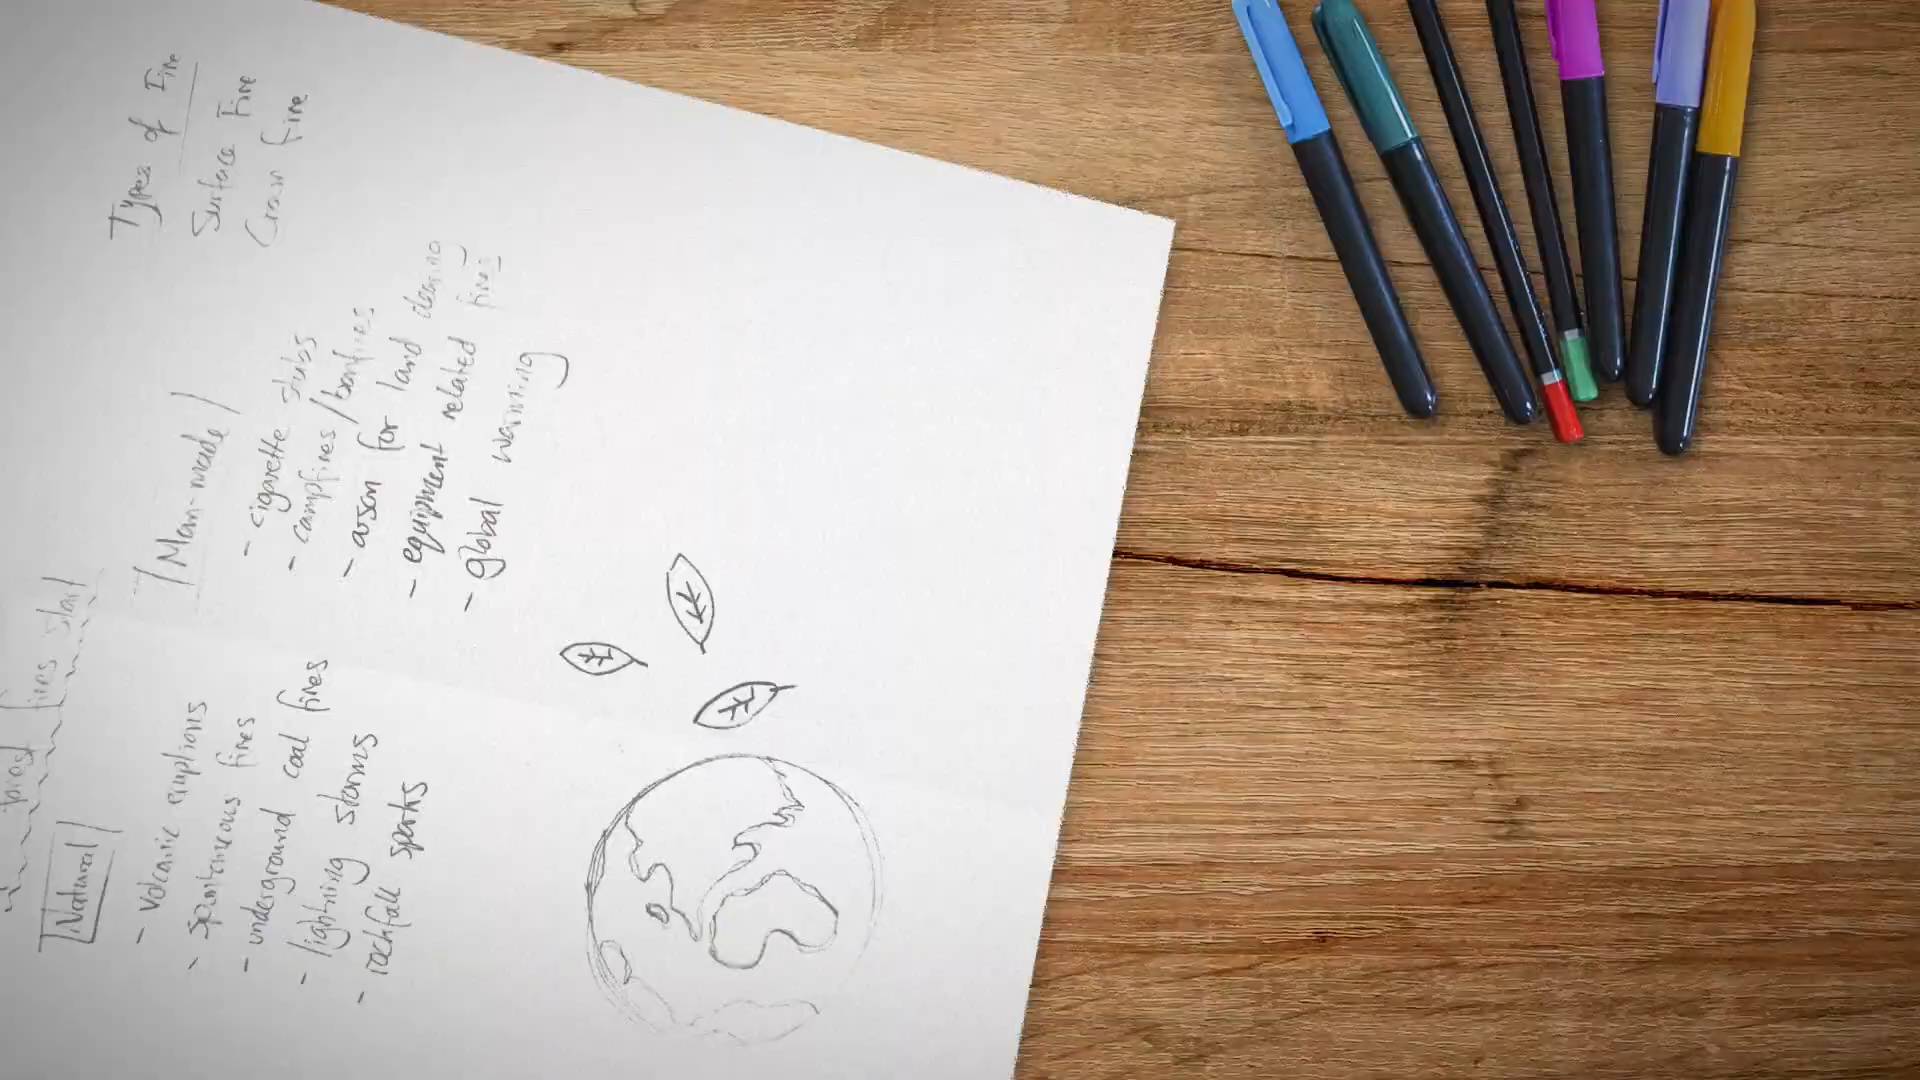 forest fires start
Natural
- volcanic eruptions
- spontaneous fires
- underground coal fires
- lightning storms
- rockfall sparks
Man-made
- cigarette stubs
- campfires/bonfires
- arson for land clearing
- equipment related fires
- global warming
Types of Fire
Surface Fire
Crown fire